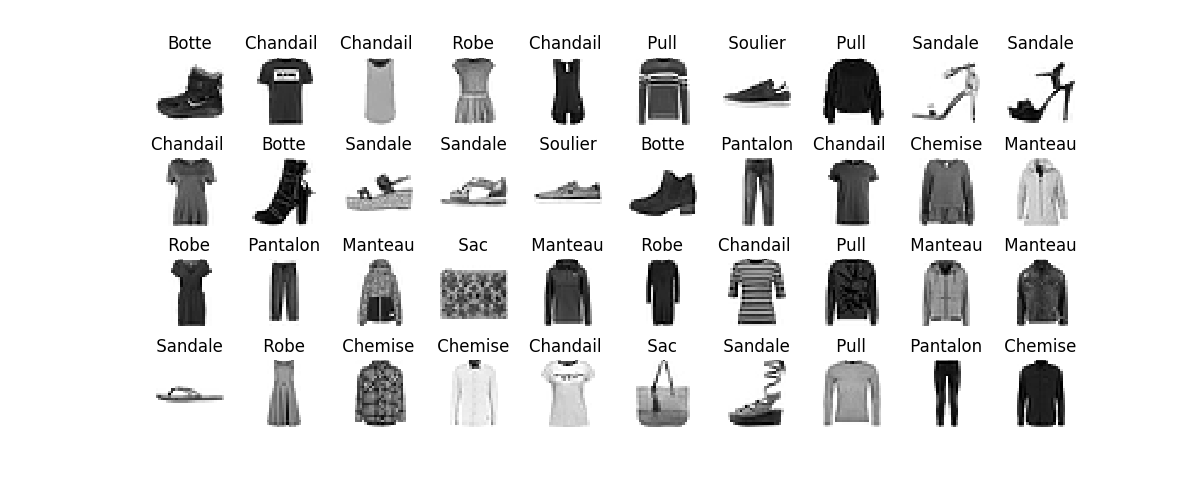 Botte Chandail Chandail Robe Chandail Pull Soulier Pull Sandale Sandale
Chandail Botte Sandale Sandale Soulier Botte Pantalon Chandail Chemise Manteau
Robe Pantalon Manteau Sac Manteau Robe Chandail Pull Manteau Manteau
Sandale Robe Chemise Chemise Chandail Sac Sandale Pull Pantalon Chemise